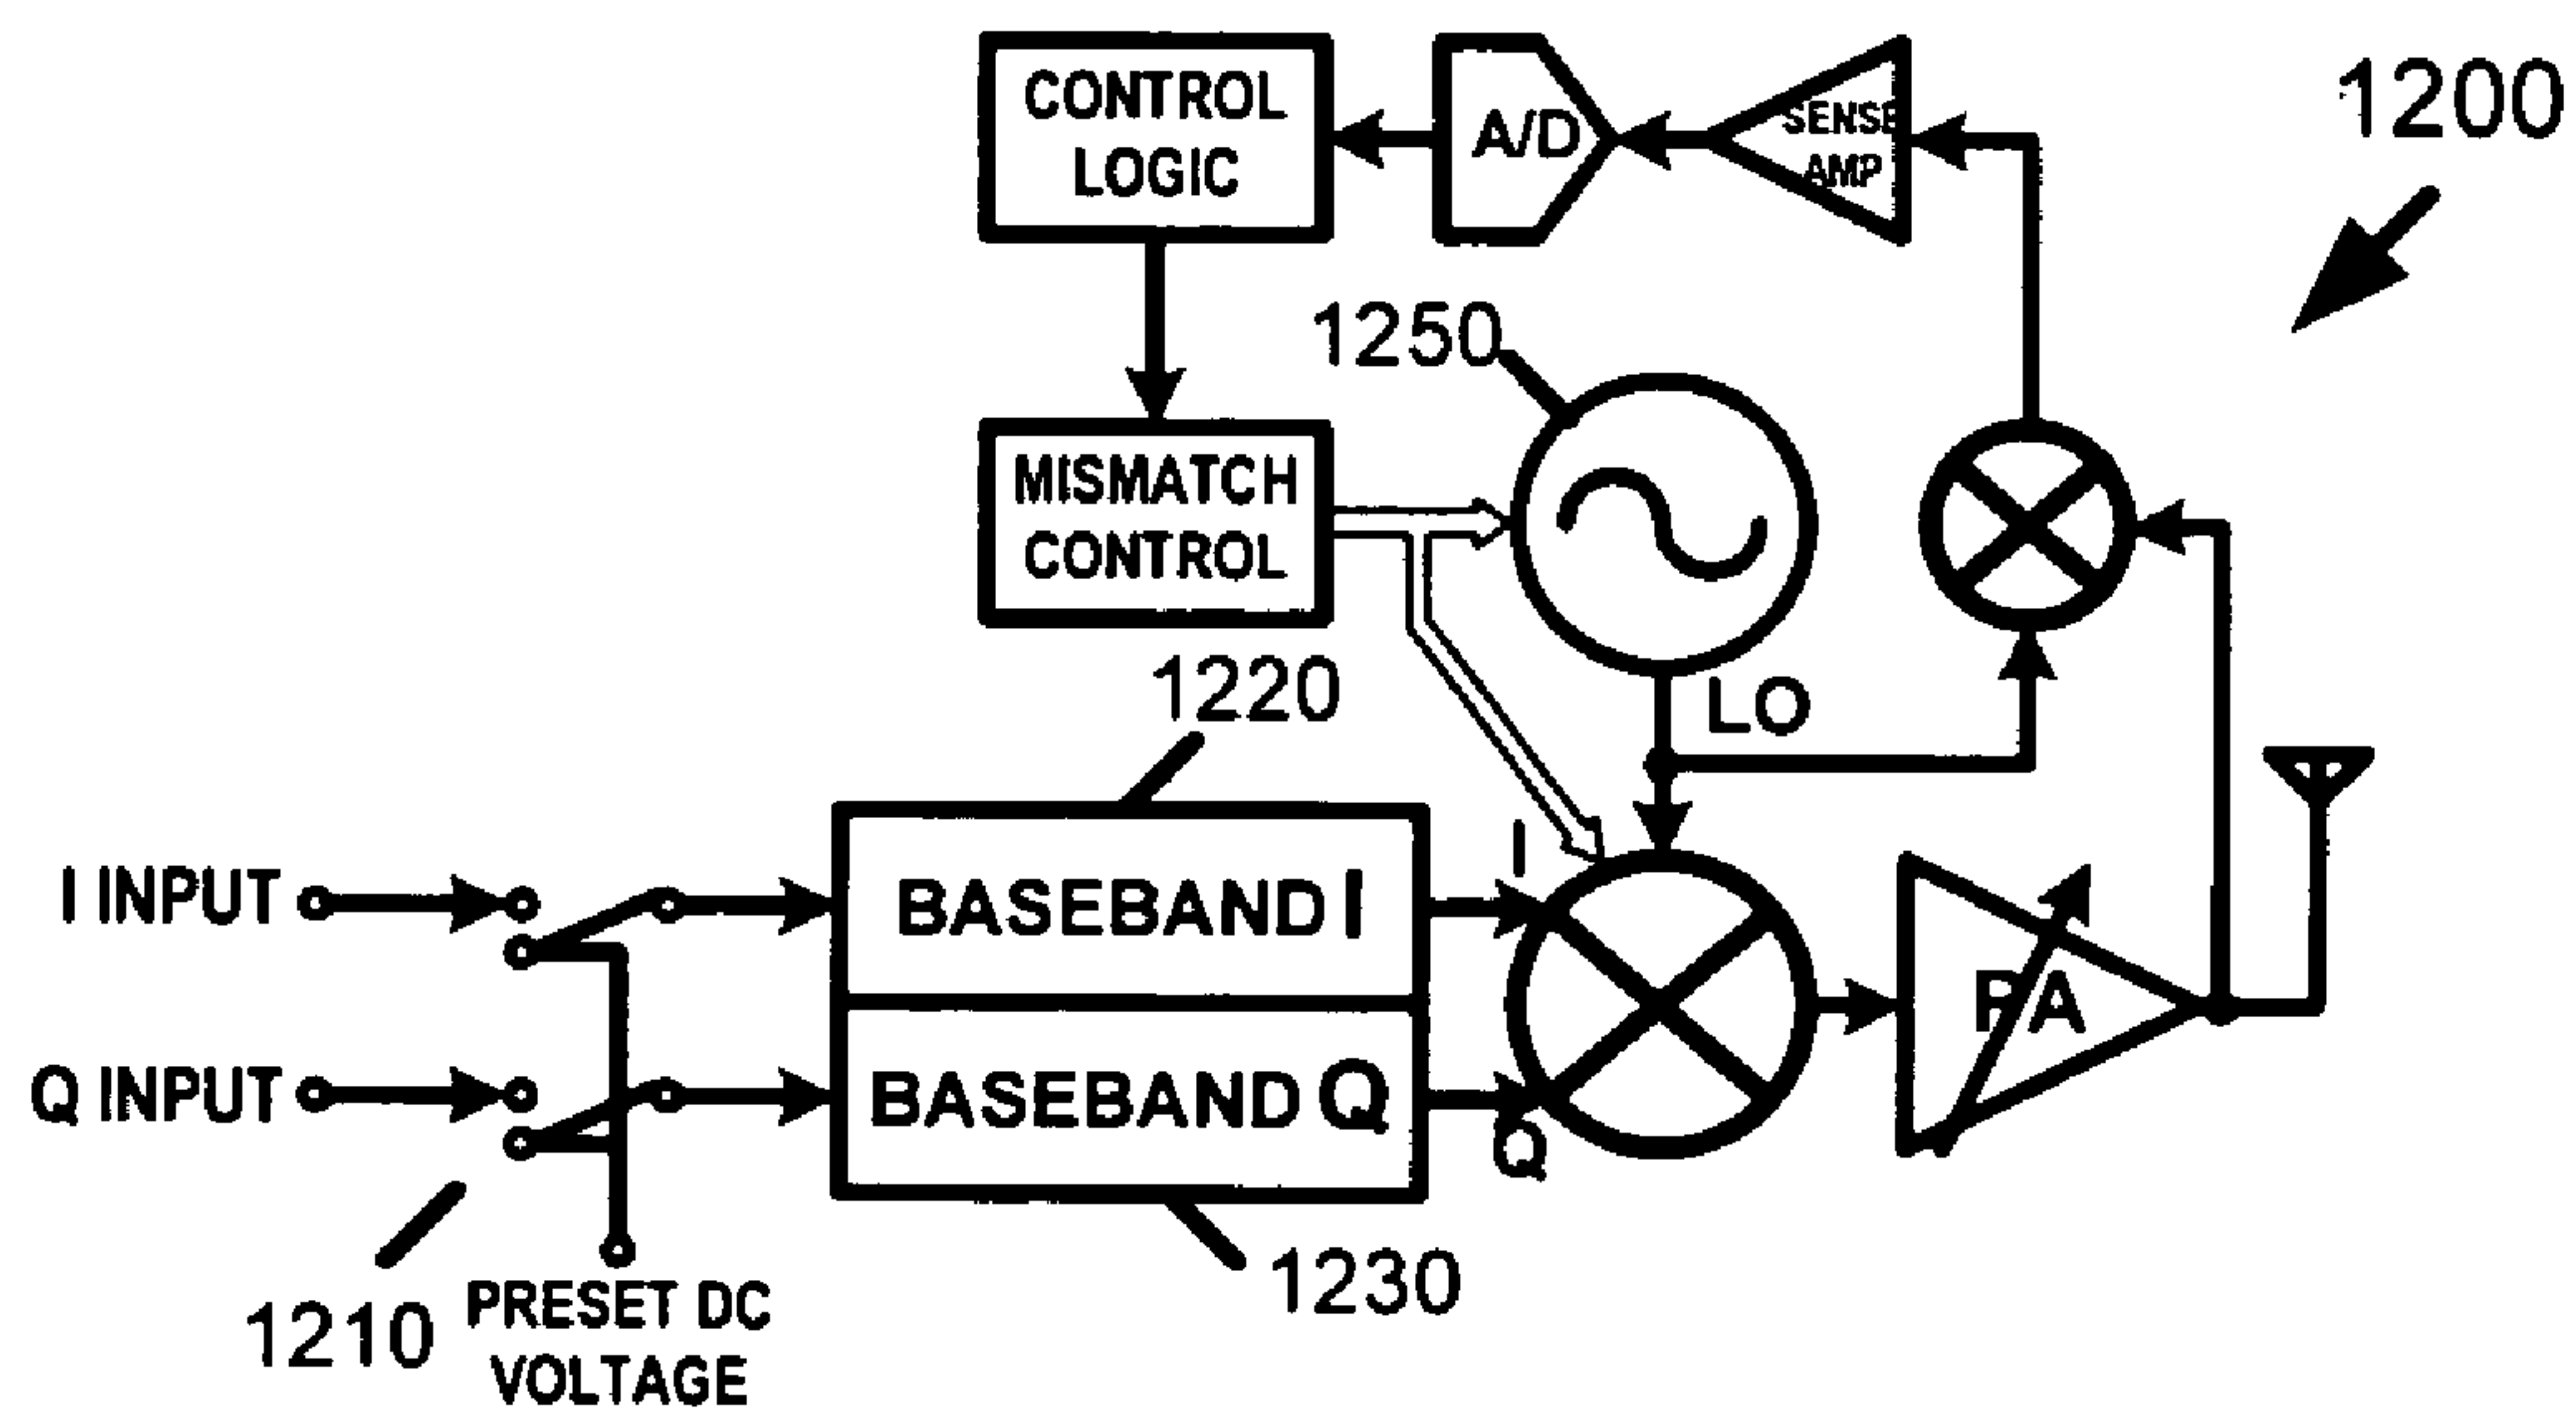 CONTROL
LOGIC
A/D
SENSE
AMP
1200
1250
MISMATCH
CONTROL
1220
LO
I INPUT
BASEBAND I
I
PA
Q INPUT
BASEBAND Q
Q
1210
PRESET DC
VOLTAGE
1230